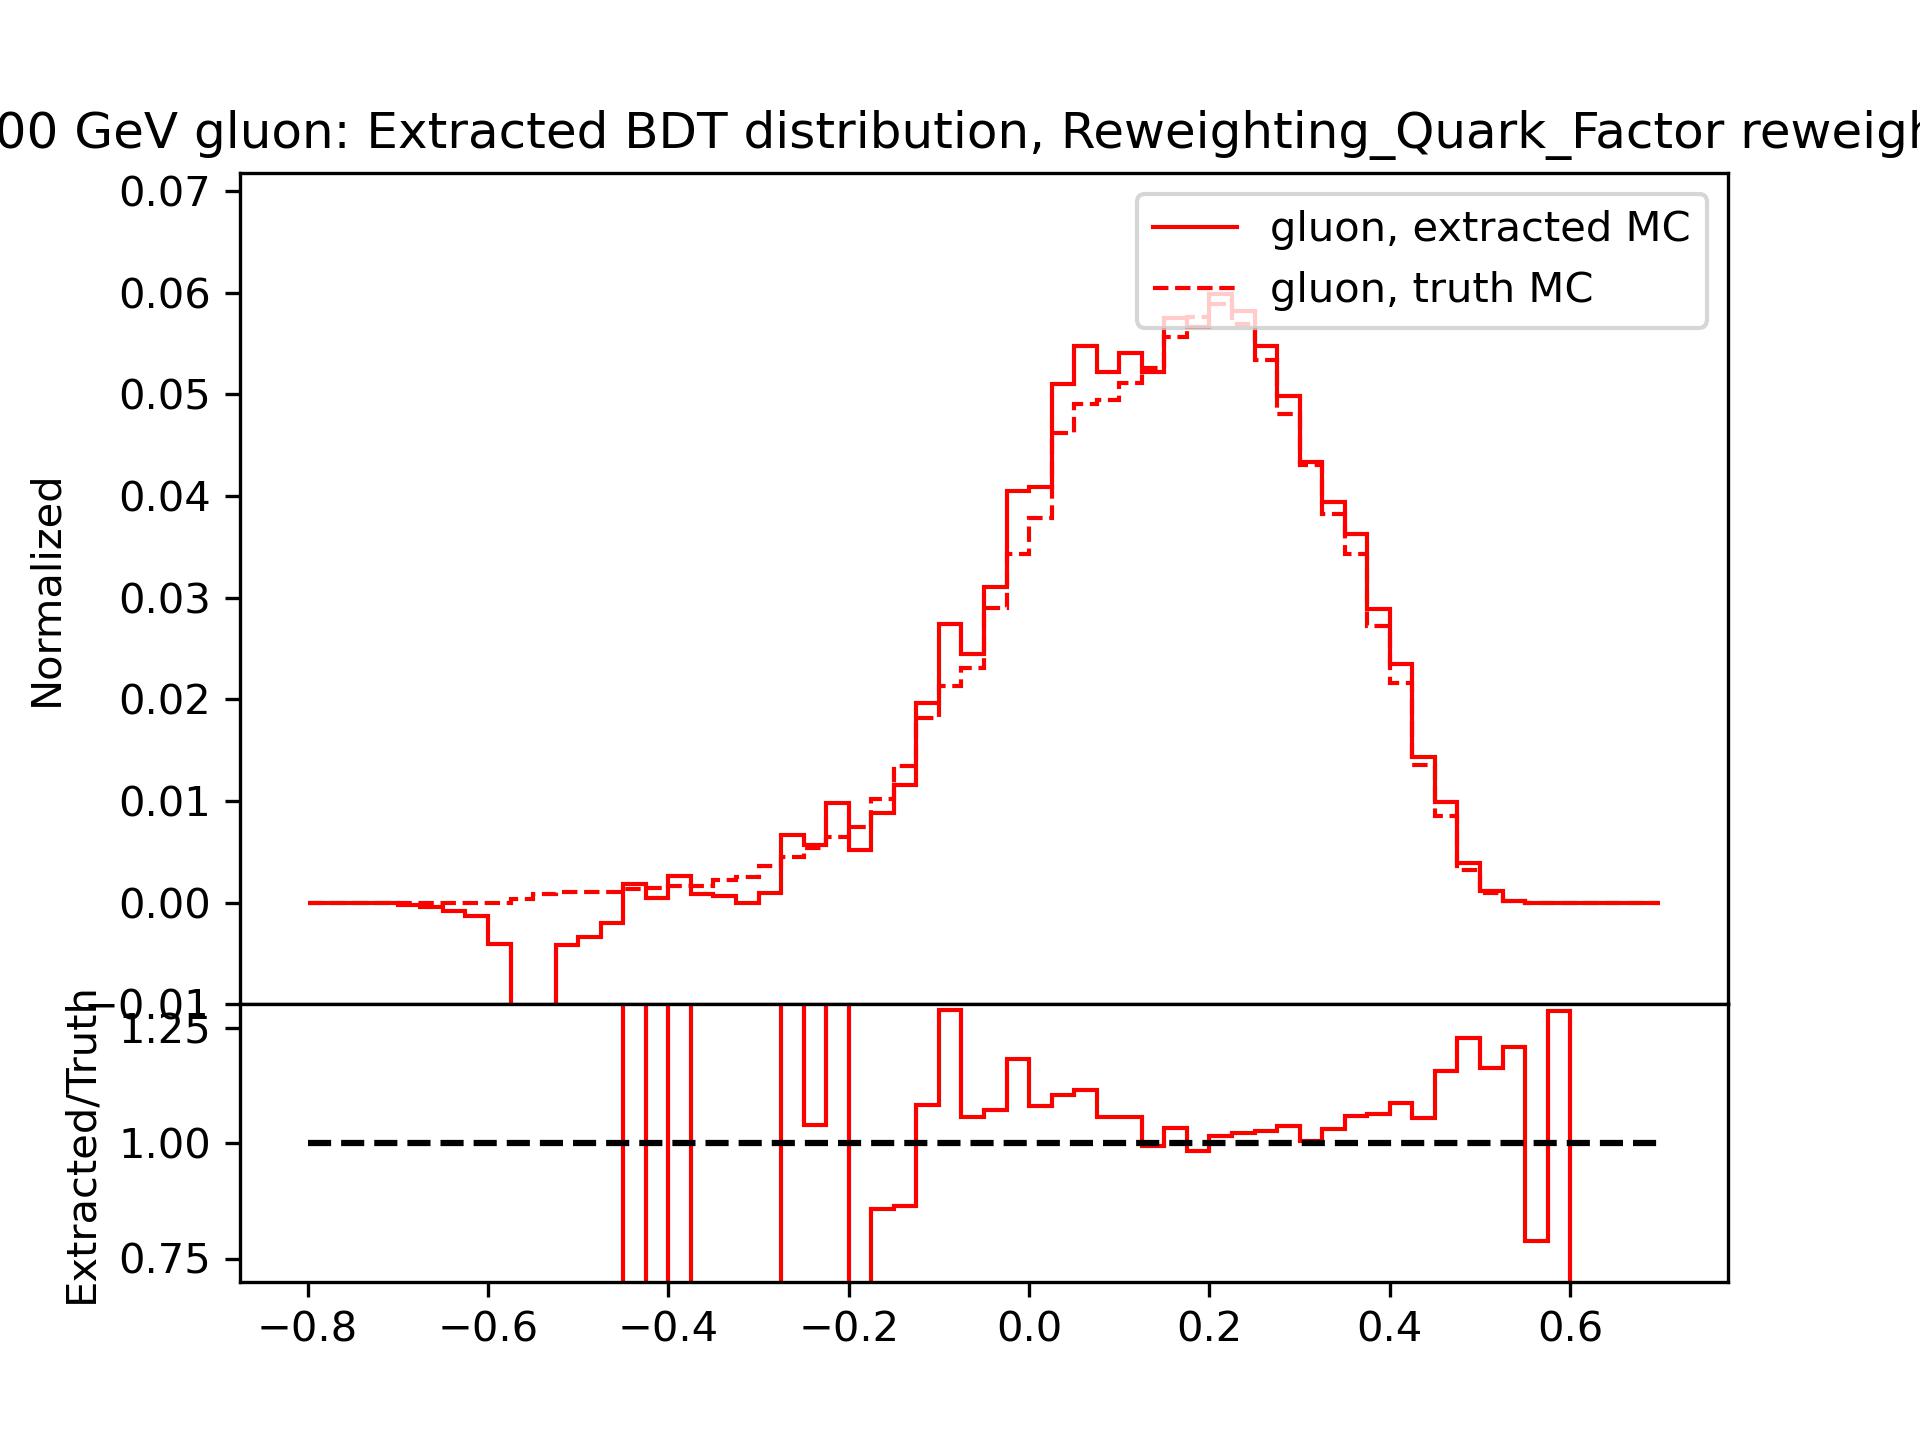 00 GeV gluon: Extracted BDT distribution, Reweighting_Quark_Factor reweigh
gluon, extracted MC
gluon, truth MC
Normalized
0.07
0.06
0.05
0.04
0.03
0.02
0.01
0.00
−0.01
Extracted/Truth
1.25
1.00
0.75
−0.8 −0.6 −0.4 −0.2 0.0 0.2 0.4 0.6